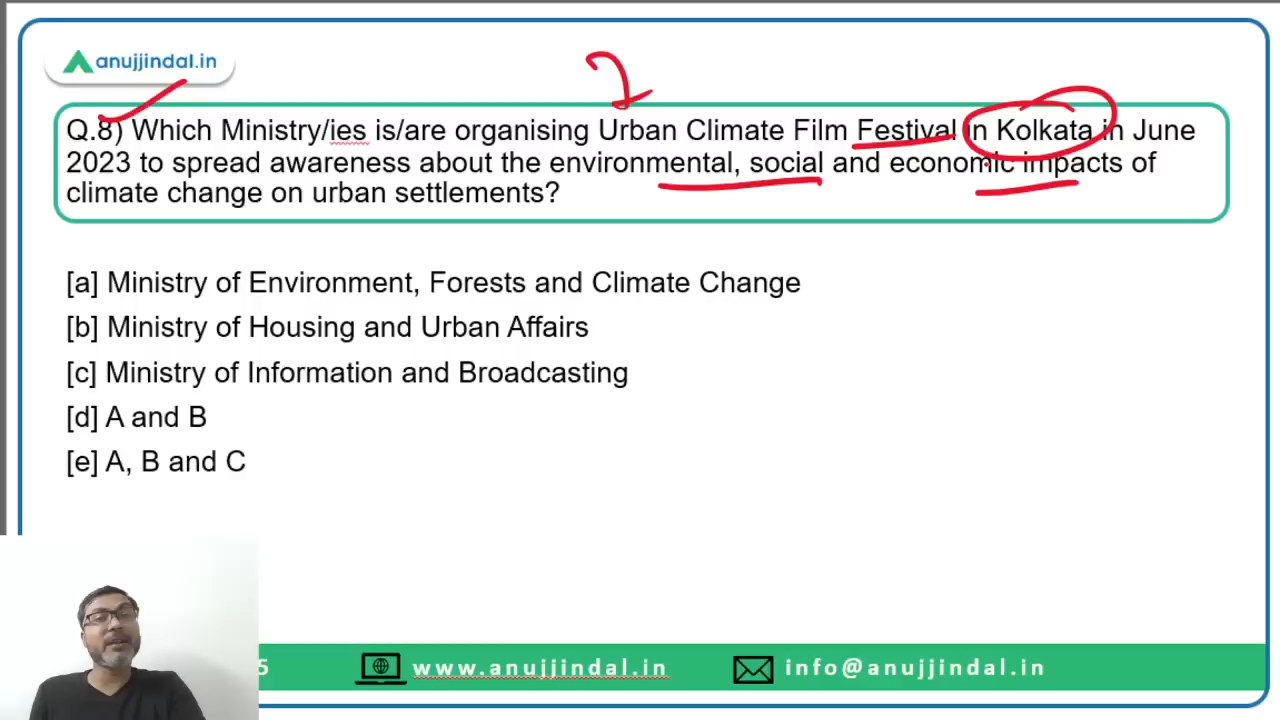 anujjindal.in
Q.8) Which Ministry/ies is/are organising Urban Climate Film Festival in Kolkata in June
2023 to spread awareness about the environmental, social and economic impacts of
climate change on urban settlements?
[a] Ministry of Environment, Forests and Climate Change
[b] Ministry of Housing and Urban Affairs
[c] Ministry of Information and Broadcasting
[d] A and B
[e] A, B and C
5
www.anujjindal.in
info@anujjindal.in